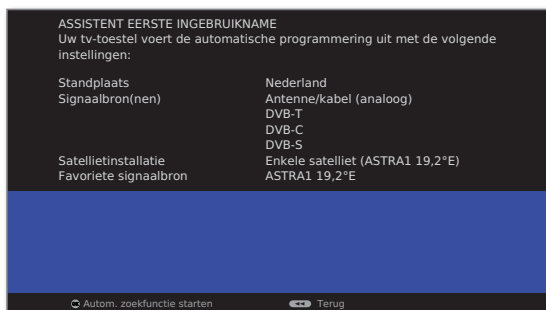 ASSISTENT EERSTE INGEBRUIKNAME
Uw tv-toestel voert de automatische programmering uit met de volgende
instellingen:
Standplaats Nederland
Signaalbron(nen) Antenne/kabel (analoog)
DVB-T
DVB-C
DVB-S
Satellietinstallatie Enkele satelliet (ASTRA1 19,2°E)
Favoriete signaalbron ASTRA1 19,2°E
Autom. zoekfunctie starten Terug